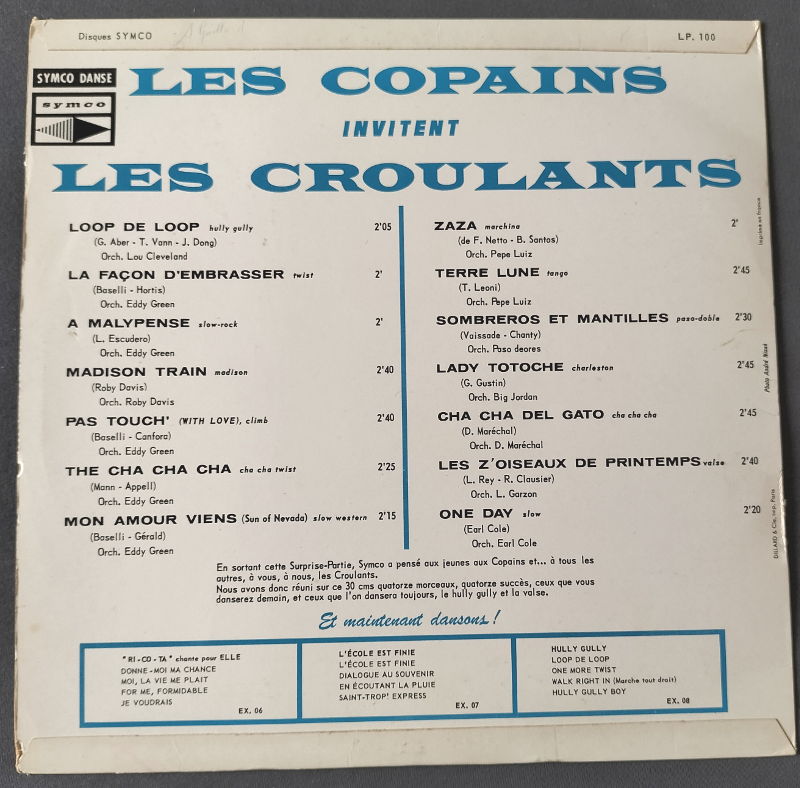 Disques SYMCO
LP. 100
SYMCO DANSE
symco
LES COPAINS
INVITENT
LES CROULANTS
LOOP DE LOOP hully gully 2'05
(G. Aber - T. Vann - J. Dong)
Orch. Lou Cleveland
LA FAÇON D'EMBRASSER twist 2'
(Baselli - Hortis)
Orch. Eddy Green
A MALYPENSE slow-rock 2'
(L. Escudero)
Orch. Eddy Green
MADISON TRAIN madison 2'40
(Roby Davis)
Orch. Roby Davis
PAS TOUCH' (WITH LOVE), climb 2'40
(Baselli - Canfora)
Orch. Eddy Green
THE CHA CHA CHA cha cha twist 2'25
(Mann - Appell)
Orch. Eddy Green
MON AMOUR VIENS (Sun of Nevada) slow western 2'15
(Baselli - Gérald)
Orch. Eddy Green
ZAZA marchina 2'
(de F. Netto - B. Santos)
Orch. Pepe Luiz
TERRE LUNE tango 2'45
(T. Leoni)
Orch. Pepe Luiz
SOMBREROS ET MANTILLES paso-doble 2'30
(Vaissade - Chanty)
Orch. Paso deores
LADY TOTOCHE charleston 2'45
(G. Gustin)
Orch. Big Jordan
CHA CHA DEL GATO cha cha cha 2'45
(D. Maréchal)
Orch. D. Maréchal
LES Z'OISEAUX DE PRINTEMPS valse 2'40
(L. Rey - R. Clausier)
Orch. L. Garzon
ONE DAY slow 2'20
(Earl Cole)
Orch. Earl Cole
Imprimé en France
Photo André Nisak
DILLARD & Cie. imp. Paris
En sortant cette Surprise-Partie, Symco a pensé aux jeunes aux Copains et... à tous les
autres, à vous, à nous, les Croulants.
Nous avons donc réuni sur ce 30 cms quatorze morceaux, quatorze succès, ceux que vous
danserez demain, et ceux que l'on dansera toujours, le hully gully et la valse.
Et maintenant dansons !
"RI-CO-TA" chante pour ELLE
DONNE-MOI MA CHANCE
MOI, LA VIE ME PLAIT
FOR ME, FORMIDABLE
JE VOUDRAIS
EX. 06
L'ÉCOLE EST FINIE
L'ÉCOLE EST FINIE
DIALOGUE AU SOUVENIR
EN ÉCOUTANT LA PLUIE
SAINT-TROP' EXPRESS
EX. 07
HULLY GULLY
LOOP DE LOOP
ONE MORE TWIST
WALK RIGHT IN (Marche tout droit)
HULLY GULLY BOY
EX. 08